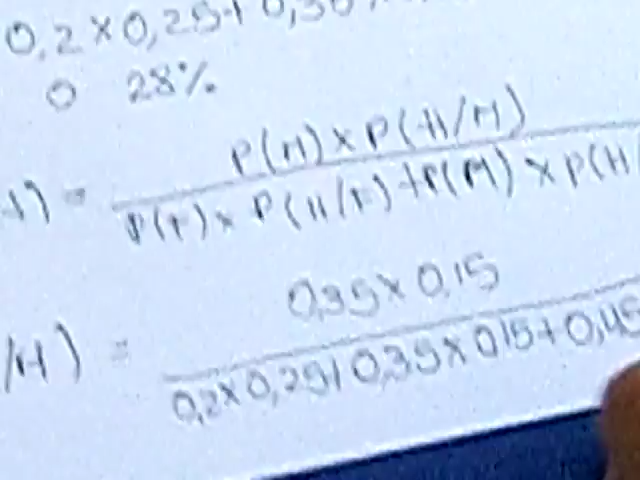 0,2 × 0,25 + 0,35
0 28%
P(M) × P(H/M)
=
P(F) × P(H/F) + P(M) × P(H/
/H) =
0,35 × 0,15
0,2 × 0,25 + 0,35 × 0,15 + 0,45